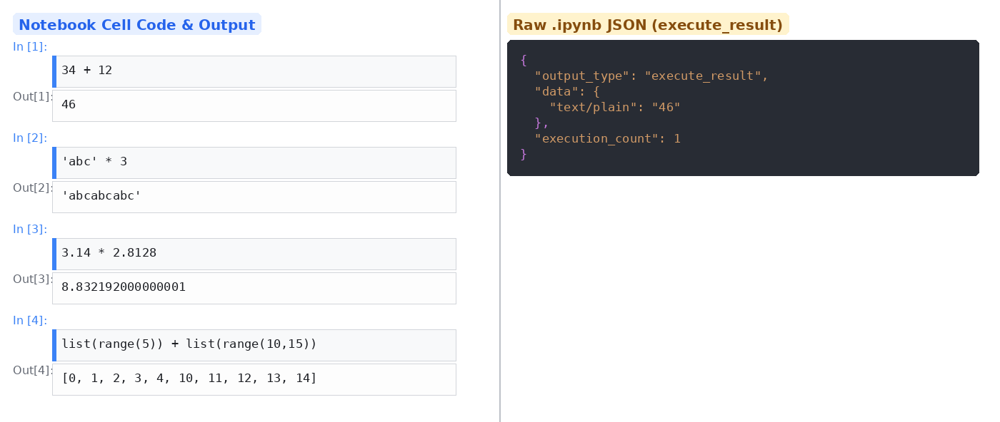 Notebook Cell Code & Output
In [1]:
34 + 12
Out[1]:
46
In [2]:
'abc' * 3
Out[2]:
'abcabcabc'
In [3]:
3.14 * 2.8128
Out[3]:
8.832192000000001
In [4]:
list(range(5)) + list(range(10,15))
Out[4]:
[0, 1, 2, 3, 4, 10, 11, 12, 13, 14]
Raw .ipynb JSON (execute_result)
{
  "output_type": "execute_result",
  "data": {
    "text/plain": "46"
  },
  "execution_count": 1
}